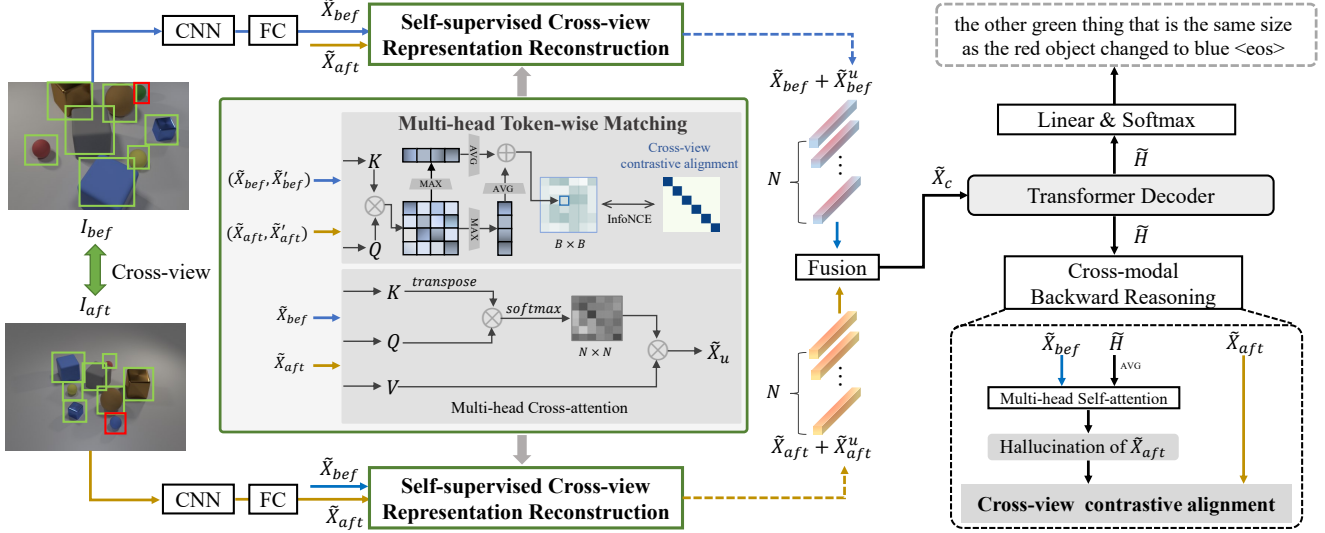 CNN
FC
X̃_bef
X̃_aft
Self-supervised Cross-view
Representation Reconstruction
I_bef
Cross-view
I_aft
Multi-head Token-wise Matching
(X̃_bef, X̃'_bef)
(X̃_aft, X̃'_aft)
K
Q
MAX
AVG
MAX
AVG
Cross-view
contrastive alignment
InfoNCE
B × B
X̃_bef
X̃_aft
K
transpose
Q
softmax
N × N
V
X̃_u
Multi-head Cross-attention
CNN
FC
X̃_bef
X̃_aft
Self-supervised Cross-view
Representation Reconstruction
X̃_bef + X̃^u_bef
N
⋮
⋮
Fusion
N
⋮
⋮
X̃_aft + X̃^u_aft
X̃_c
the other green thing that is the same size
as the red object changed to blue <eos>
Linear & Softmax
H̃
Transformer Decoder
H̃
Cross-modal
Backward Reasoning
X̃_bef
H̃
X̃_aft
AVG
Multi-head Self-attention
Hallucination of X̃_aft
Cross-view contrastive alignment